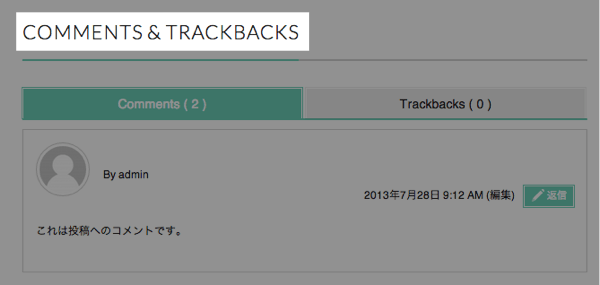 COMMENTS & TRACKBACKS
Comments ( 2 )
Trackbacks ( 0 )
By admin
2013年7月28日 9:12 AM (編集)
返信
これは投稿へのコメントです。